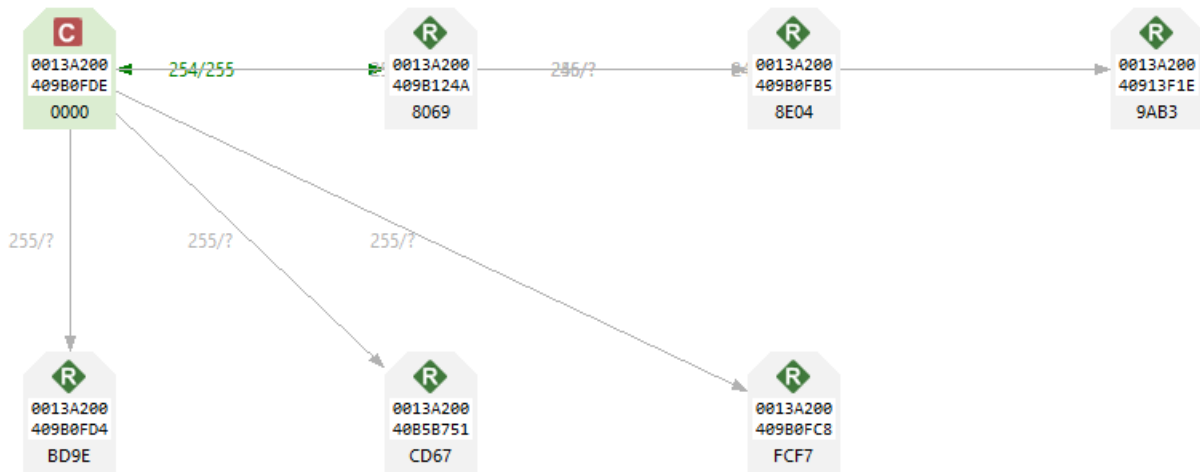 C
0013A200
409B0FDE
0000
254/255
R
0013A200
409B124A
8069
R
0013A200
409B0FB5
8E04
R
0013A200
40913F1E
9AB3
255/?
255/?
255/?
R
0013A200
409B0FD4
BD9E
R
0013A200
40B5B751
CD67
R
0013A200
409B0FC8
FCF7